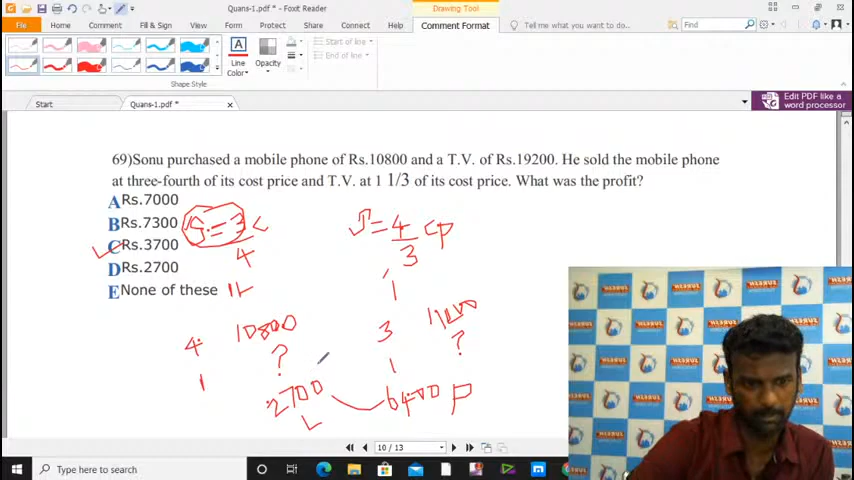 Quans-1.pdf * - Foxit Reader
Drawing Tool
File
Home
Comment
View
Form
Protect
Share
Connect
Help
Comment Format
Tell me what you want to do...
Find
Line
Color
Opacity
Start of line
End of line
Shape Style
Start
Quans-1.pdf *
Edit PDF like a
word processor
69)Sonu purchased a mobile phone of Rs.10800 and a T.V. of Rs.19200. He sold the mobile phone
at three-fourth of its cost price and T.V. at 1 1/3 of its cost price. What was the profit?
A Rs.7000
B Rs.7300
C Rs.3700
D Rs.2700
E None of these
S = 3 C
4
1L
S = 4 CP
3
1
4 10800
?
1
2700
L
3
?
1
6400 P
10 / 13
Type here to search